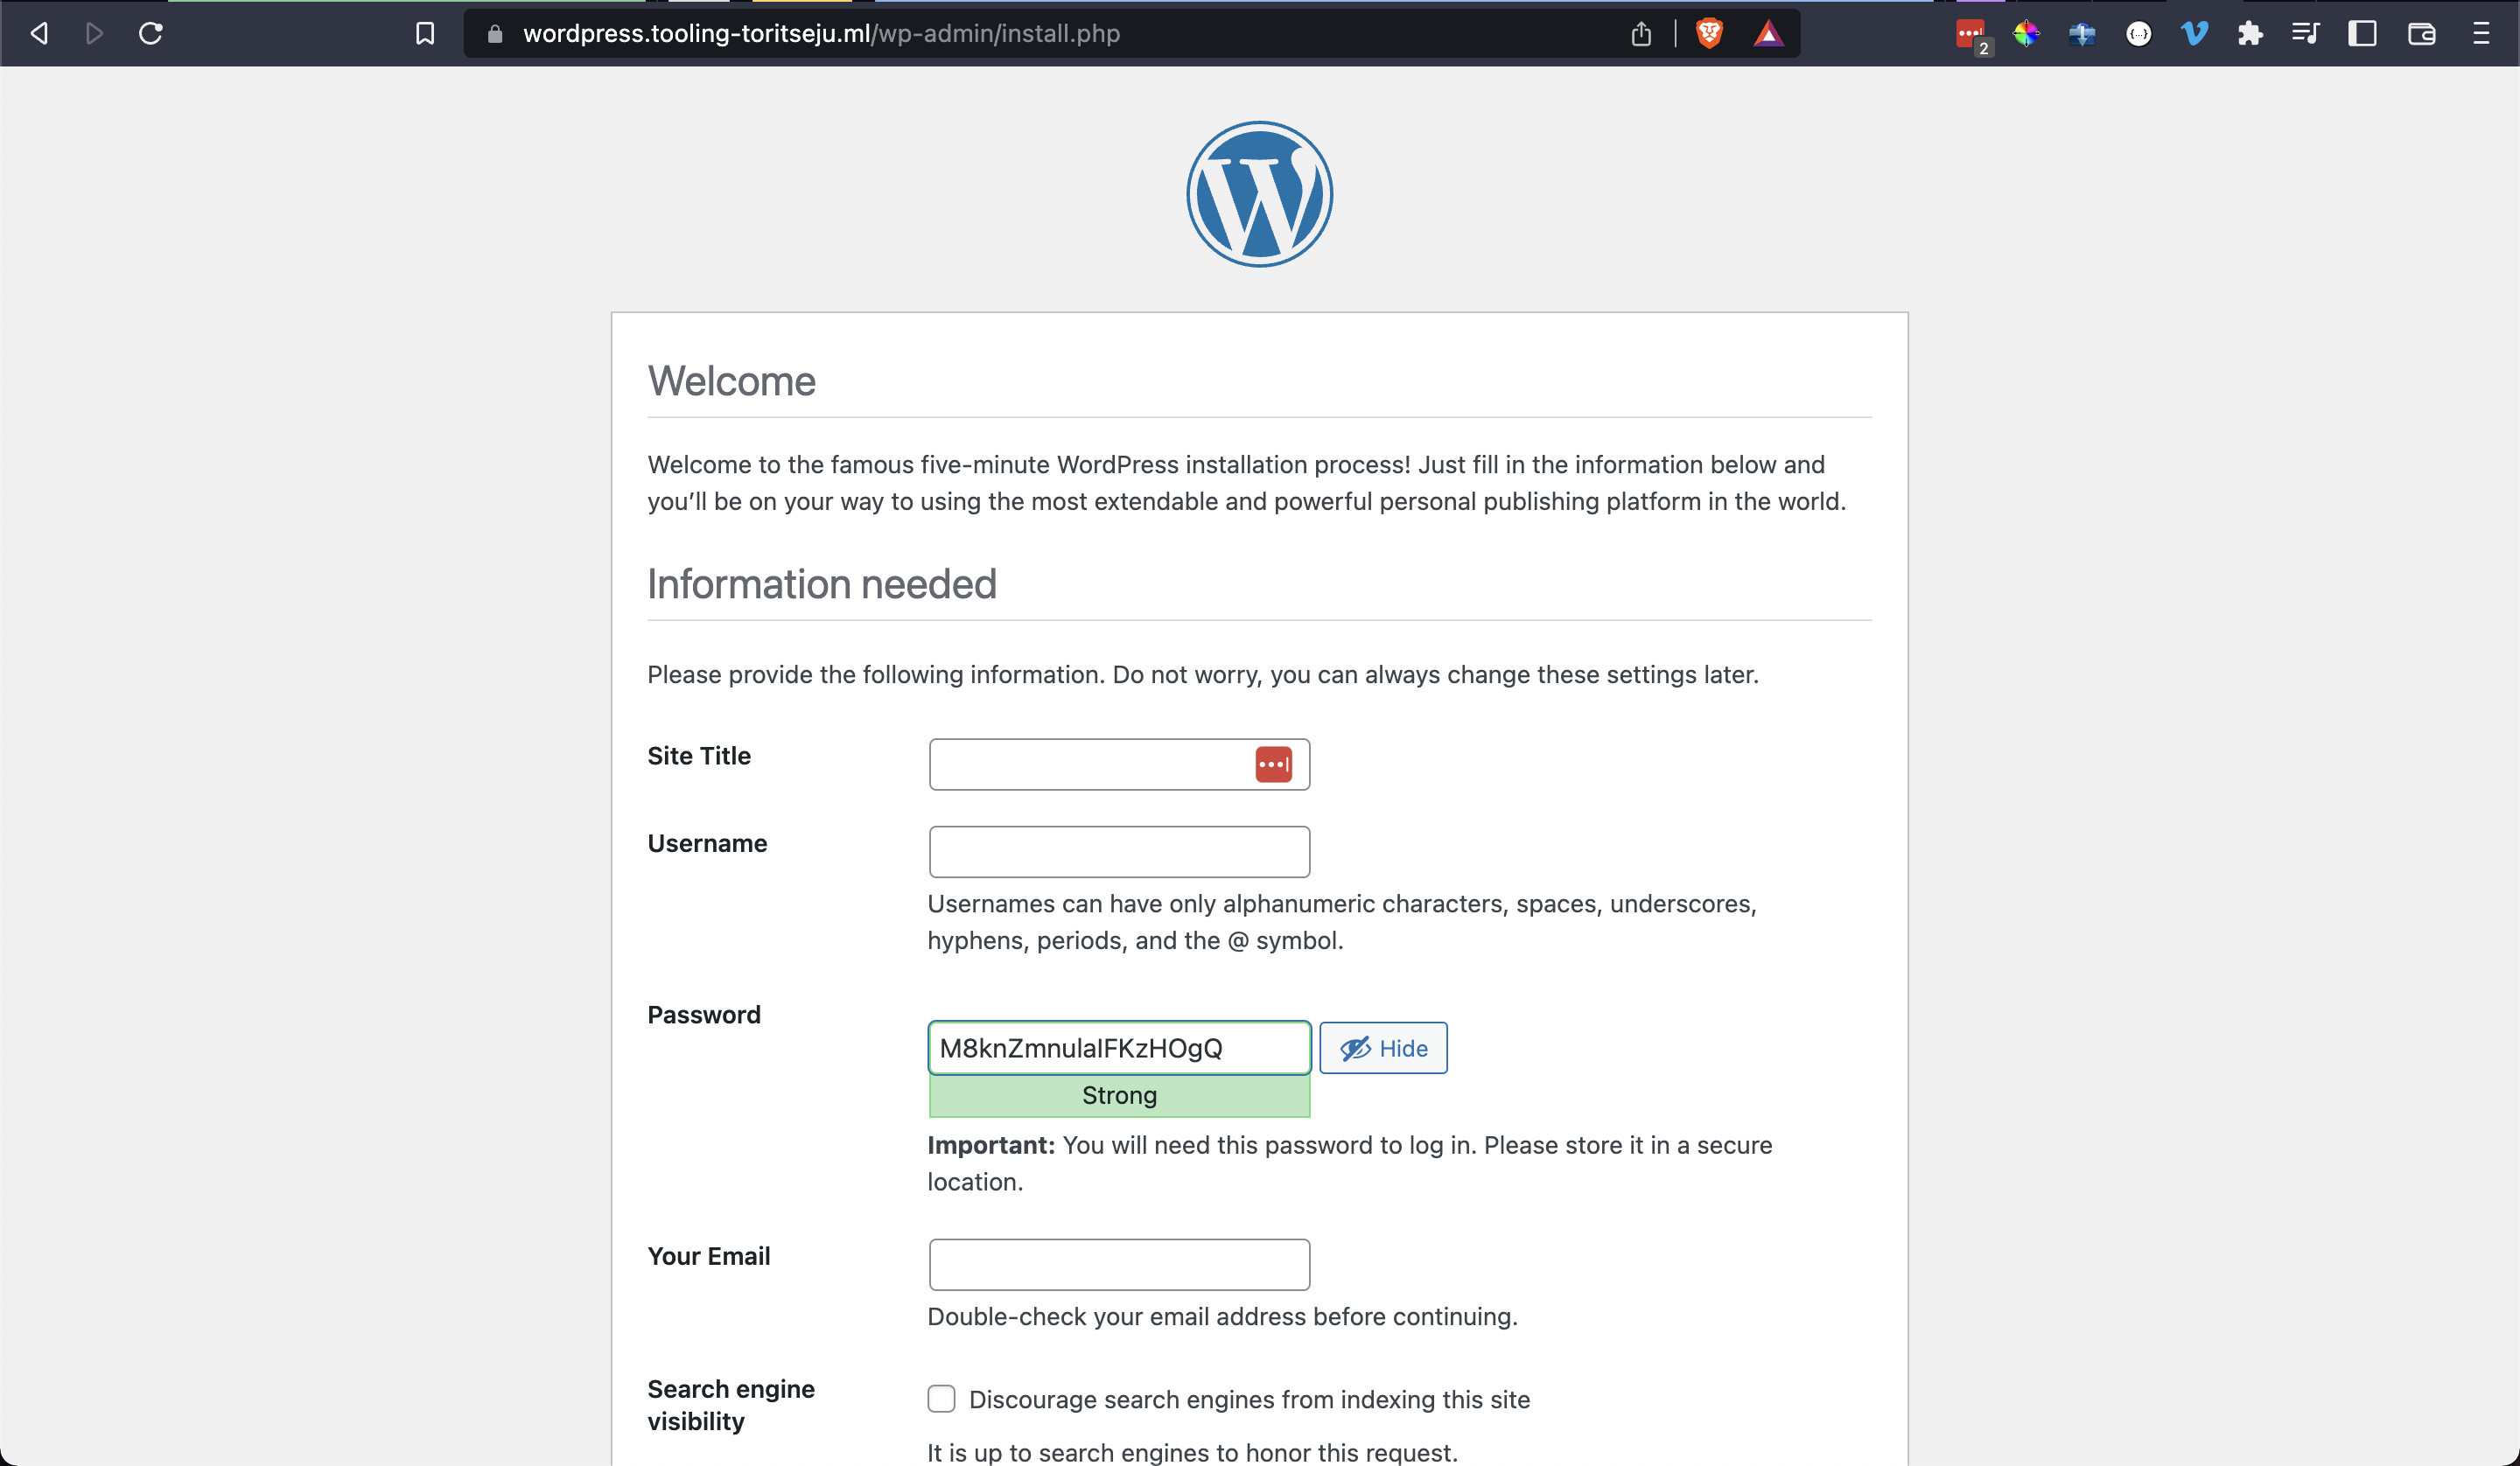 wordpress.tooling-toritseju.ml/wp-admin/install.php
2
Welcome
Welcome to the famous five-minute WordPress installation process! Just fill in the information below and
you’ll be on your way to using the most extendable and powerful personal publishing platform in the world.
Information needed
Please provide the following information. Do not worry, you can always change these settings later.
Site Title
Username
Usernames can have only alphanumeric characters, spaces, underscores,
hyphens, periods, and the @ symbol.
Password
M8knZmnulaIFKzHOgQ
Hide
Strong
Important: You will need this password to log in. Please store it in a secure
location.
Your Email
Double-check your email address before continuing.
Search engine
visibility
Discourage search engines from indexing this site
It is up to search engines to honor this request.